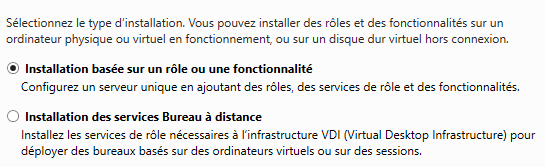 Sélectionnez le type d'installation. Vous pouvez installer des rôles et des fonctionnalités sur un
ordinateur physique ou virtuel en fonctionnement, ou sur un disque dur virtuel hors connexion.
Installation basée sur un rôle ou une fonctionnalité
Configurez un serveur unique en ajoutant des rôles, des services de rôle et des fonctionnalités.
Installation des services Bureau à distance
Installez les services de rôle nécessaires à l'infrastructure VDI (Virtual Desktop Infrastructure) pour
déployer des bureaux basés sur des ordinateurs virtuels ou sur des sessions.